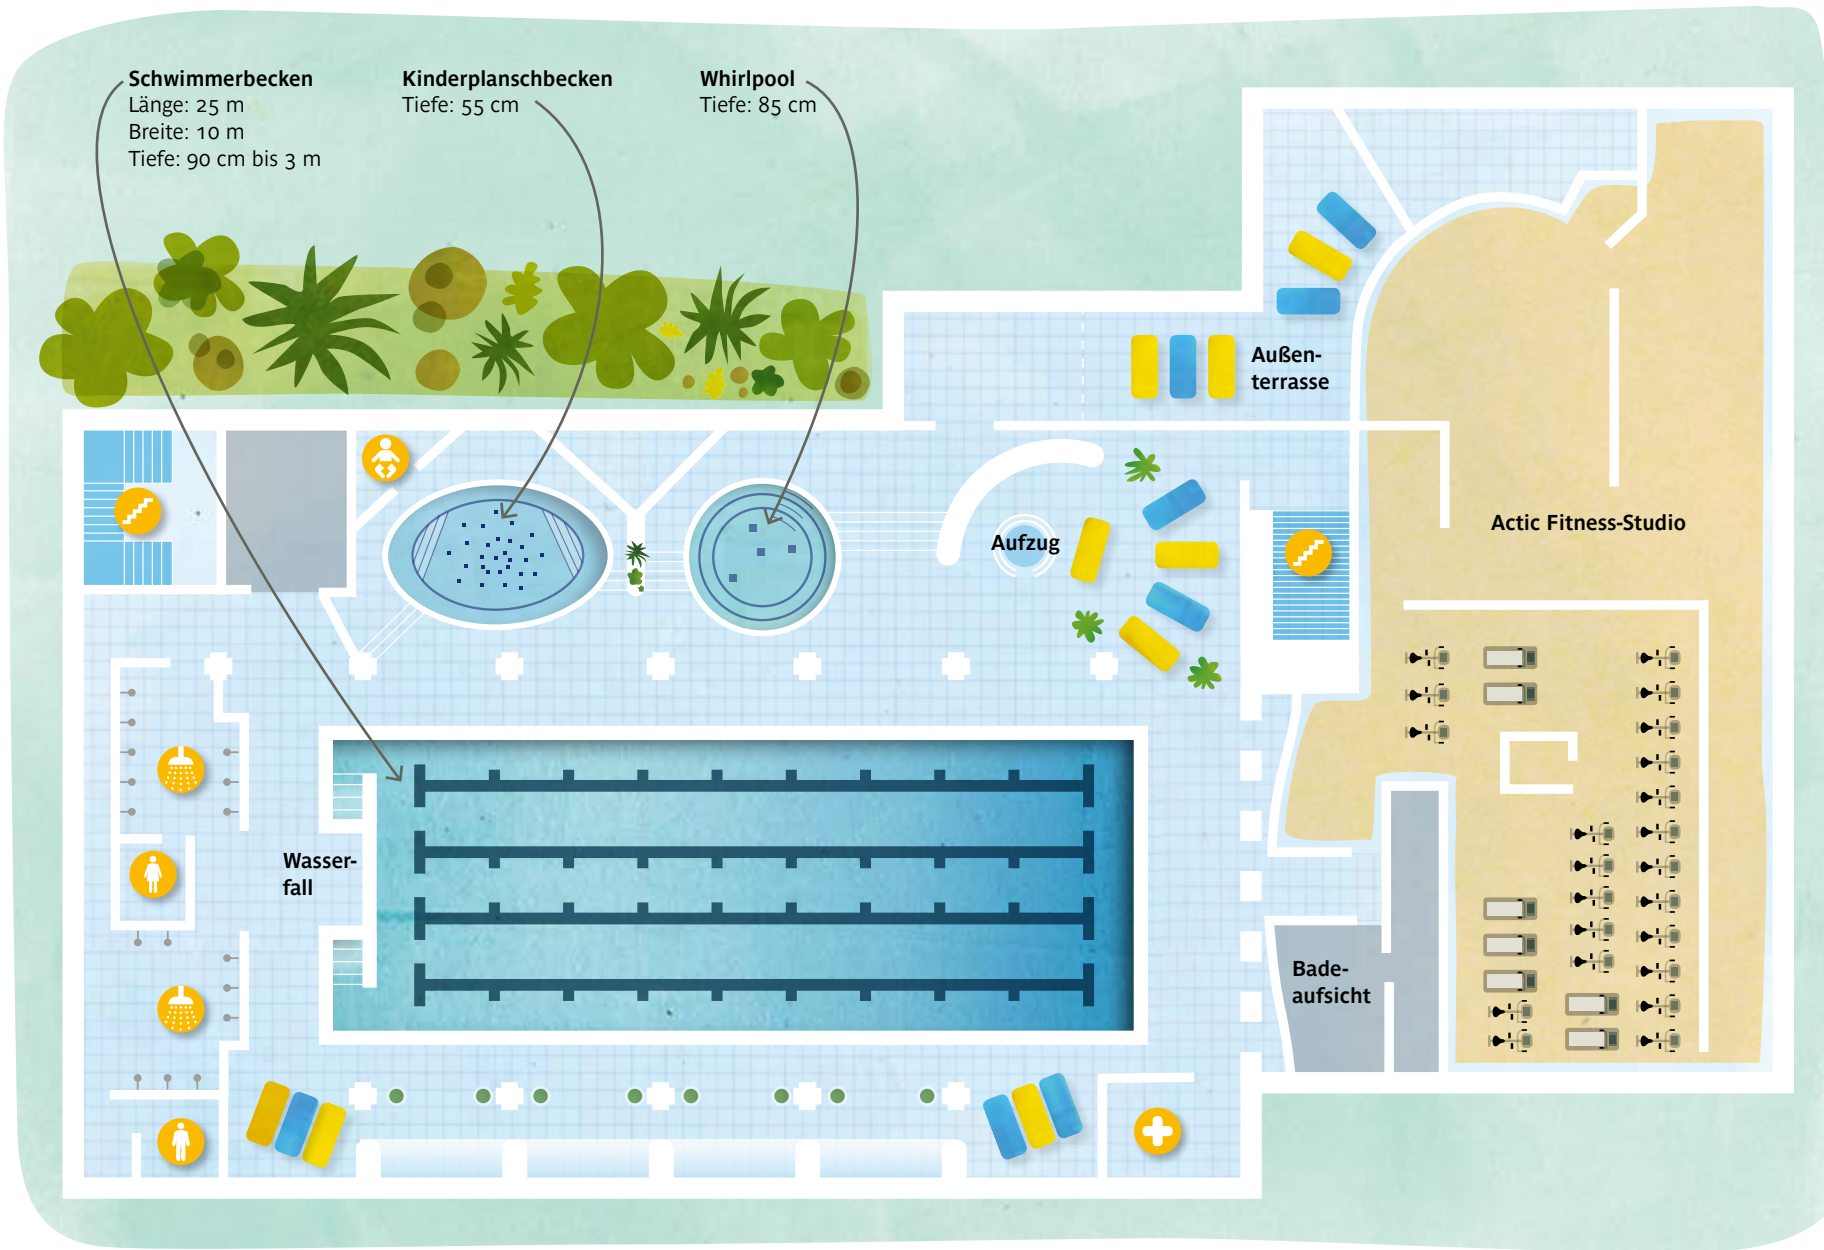 Schwimmerbecken
Länge: 25 m
Breite: 10 m
Tiefe: 90 cm bis 3 m
Kinderplanschbecken
Tiefe: 55 cm
Whirlpool
Tiefe: 85 cm
Außen-
terrasse
Aufzug
Actic Fitness-Studio
Wasser-
fall
Bade-
aufsicht